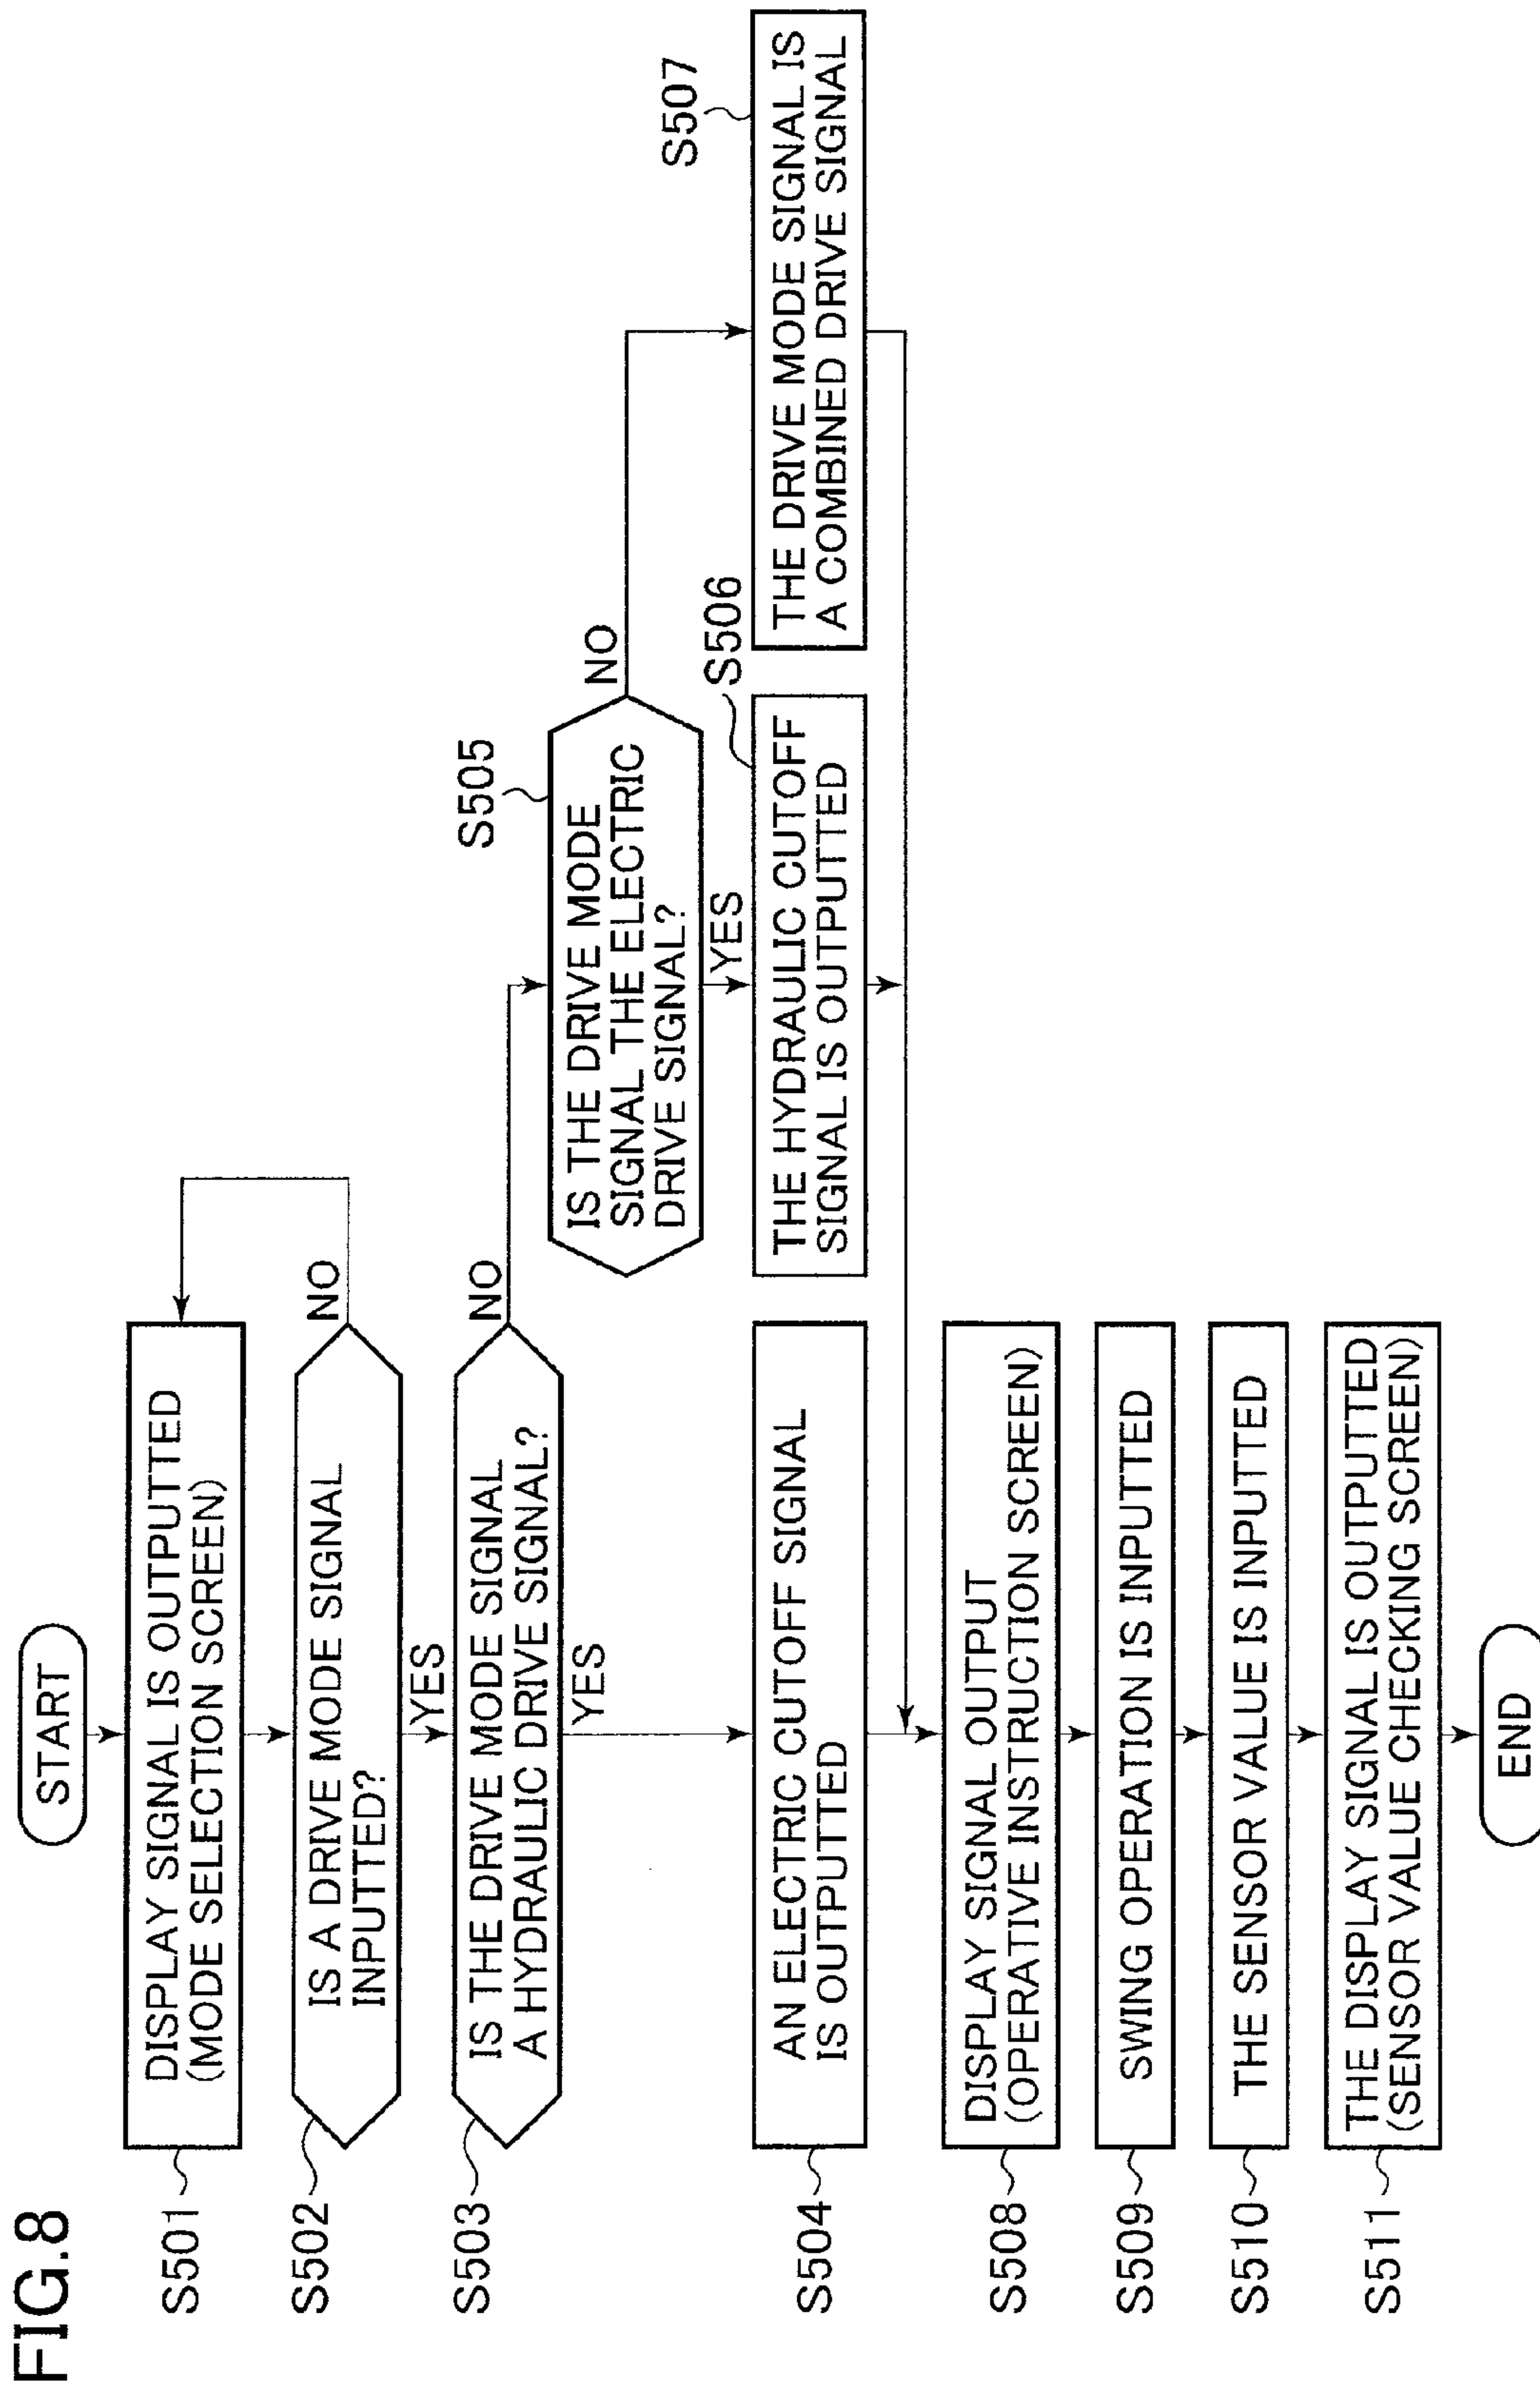 FIG.8
START
S501
DISPLAY SIGNAL IS OUTPUTTED
(MODE SELECTION SCREEN)
S502
IS A DRIVE MODE SIGNAL
INPUTTED?
NO
YES
S503
IS THE DRIVE MODE SIGNAL
A HYDRAULIC DRIVE SIGNAL?
NO
YES
S505
IS THE DRIVE MODE
SIGNAL THE ELECTRIC
DRIVE SIGNAL?
NO
YES
S504
AN ELECTRIC CUTOFF SIGNAL
IS OUTPUTTED
S506
THE HYDRAULIC CUTOFF
SIGNAL IS OUTPUTTED
S507
THE DRIVE MODE SIGNAL IS
A COMBINED DRIVE SIGNAL
S508
DISPLAY SIGNAL OUTPUT
(OPERATIVE INSTRUCTION SCREEN)
S509
SWING OPERATION IS INPUTTED
S510
THE SENSOR VALUE IS INPUTTED
S511
THE DISPLAY SIGNAL IS OUTPUTTED
(SENSOR VALUE CHECKING SCREEN)
END